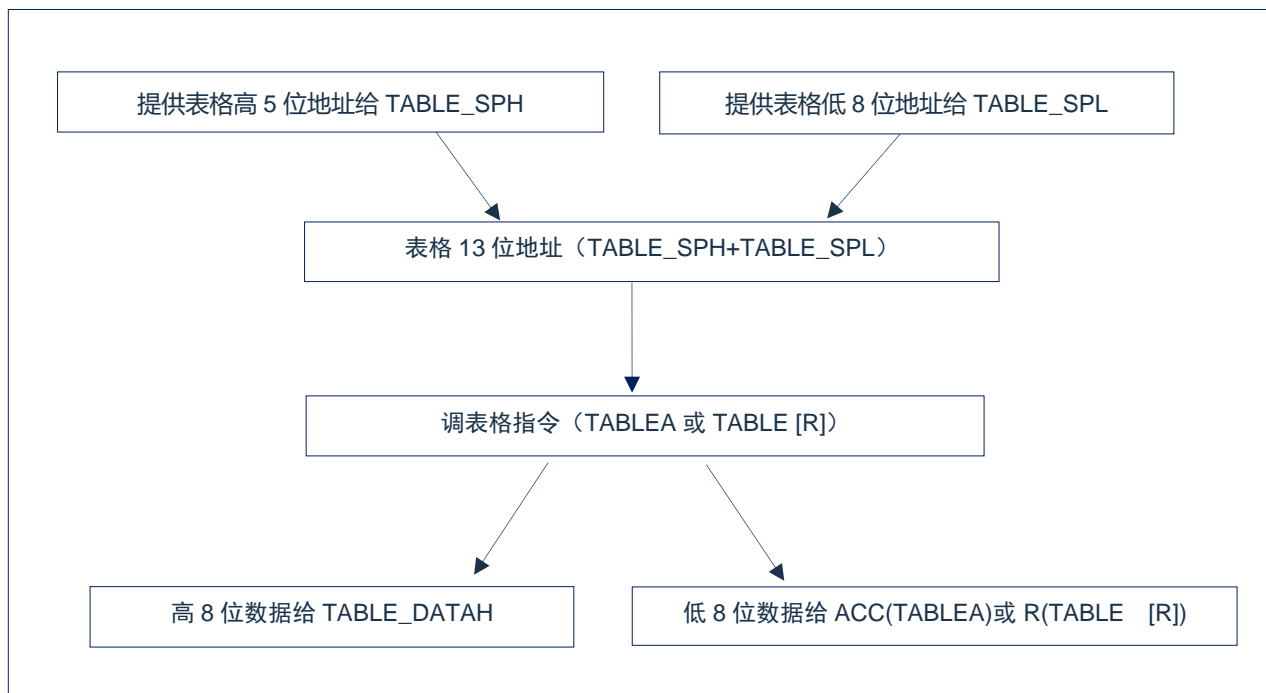 提供表格高 5 位地址给 TABLE_SPH
提供表格低 8 位地址给 TABLE_SPL
表格 13 位地址（TABLE_SPH+TABLE_SPL）
调表格指令（TABLEA 或 TABLE [R]）
高 8 位数据给 TABLE_DATAH
低 8 位数据给 ACC(TABLEA)或 R(TABLE [R])